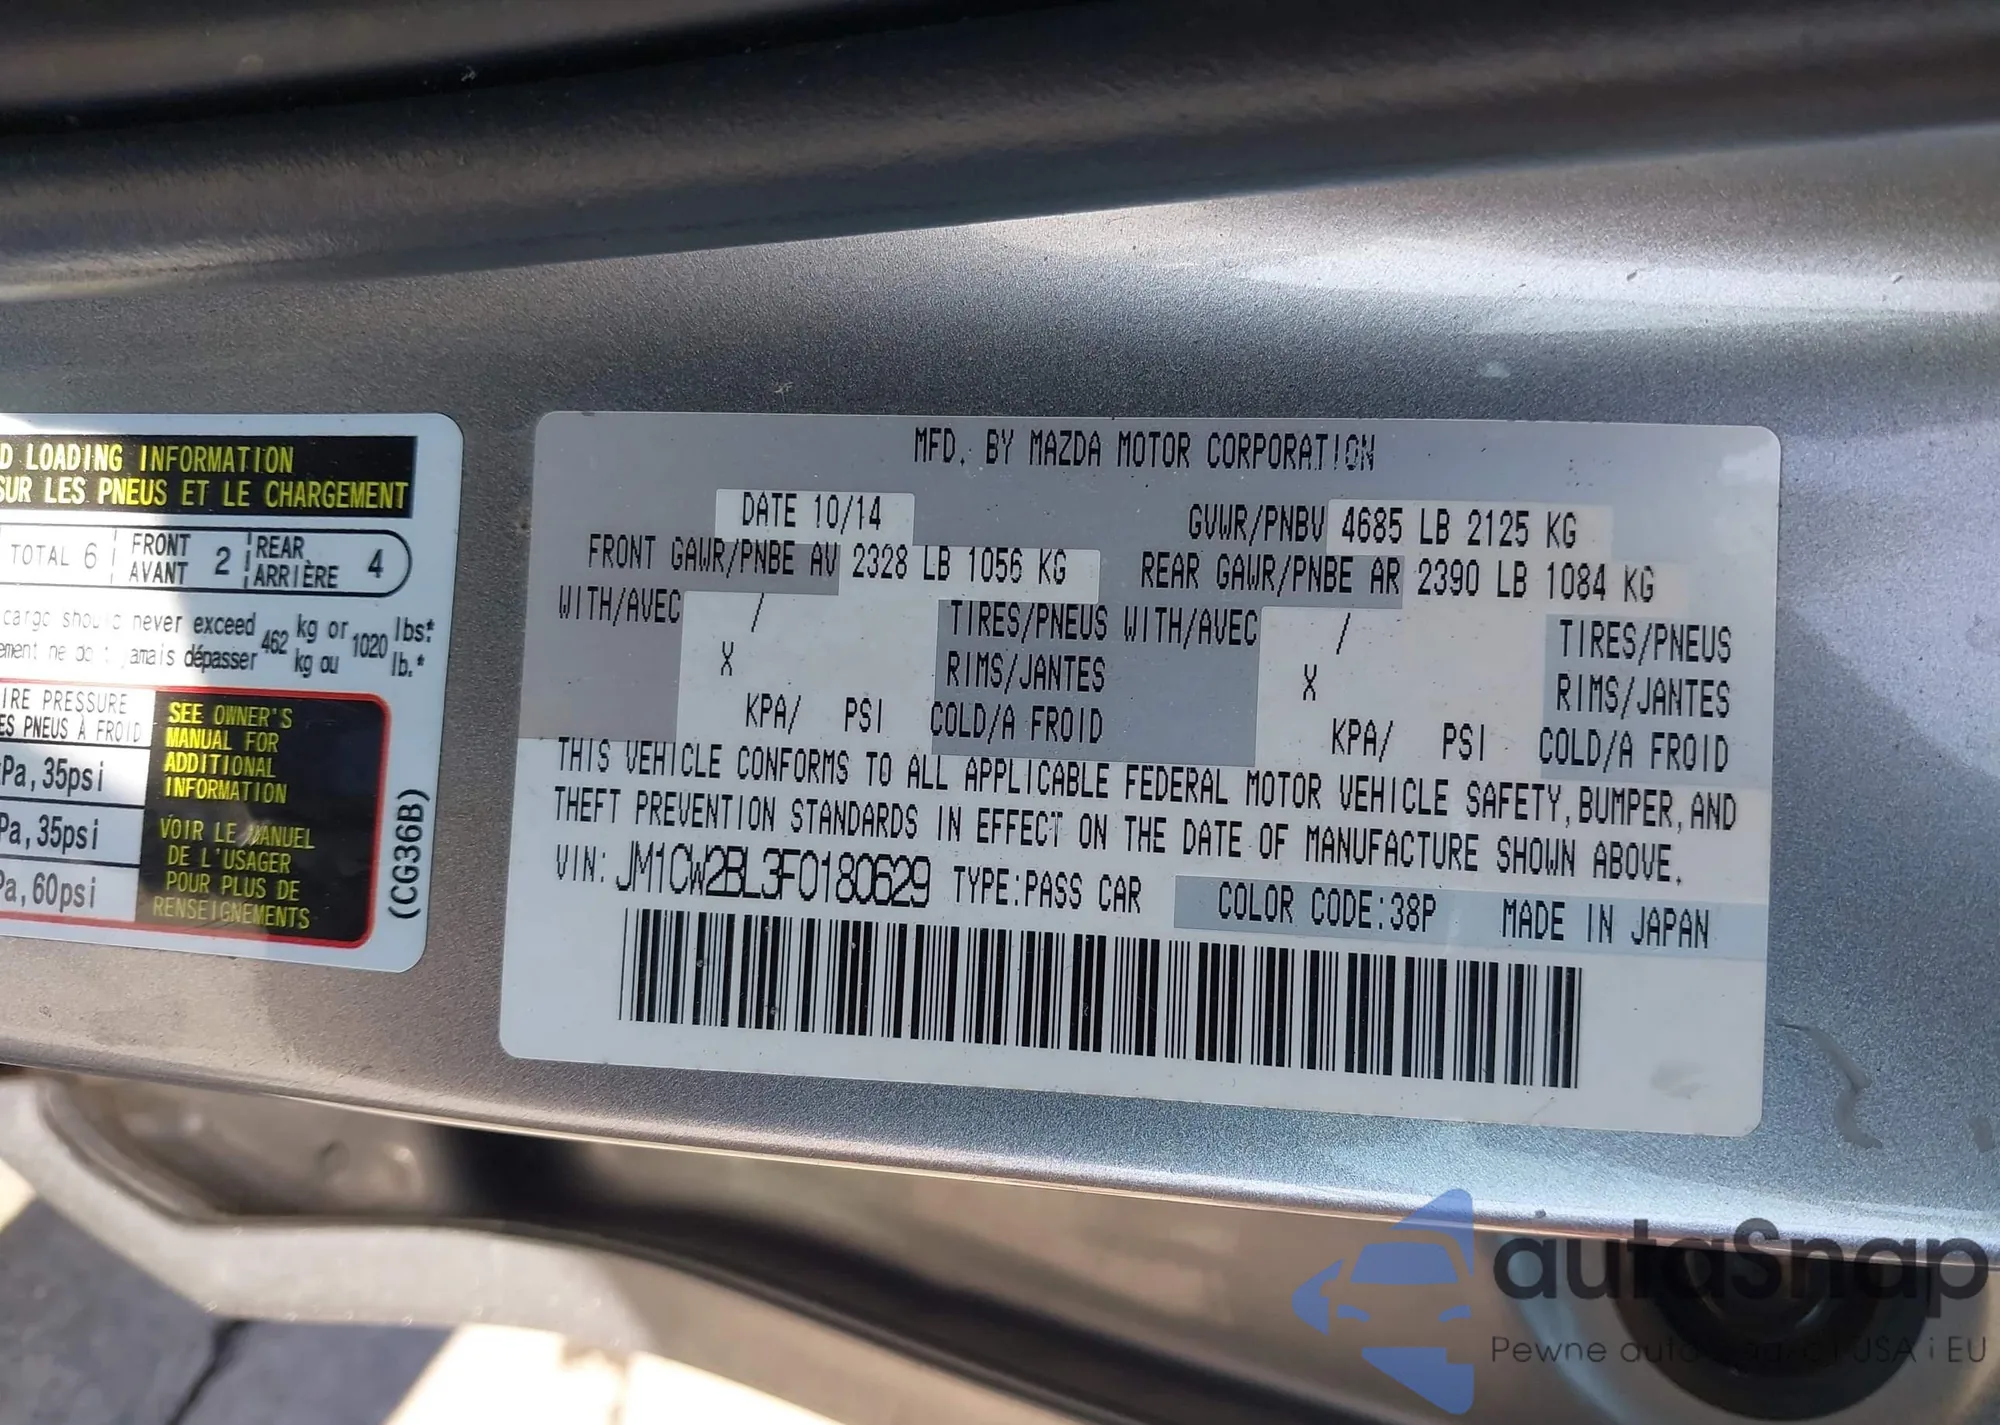 D LOADING INFORMATION
SUR LES PNEUS ET LE CHARGEMENT
TOTAL 6 FRONT AVANT 2 REAR ARRIÈRE 4
cargo should never exceed 462 kg or 1020 lbs.*
ement ne doit jamais dépasser kg ou lb.*
IRE PRESSURE
ES PNEUS À FROID
Pa, 35psi
Pa, 35psi
Pa, 60psi
SEE OWNER'S
MANUAL FOR
ADDITIONAL
INFORMATION
VOIR LE MANUEL
DE L'USAGER
POUR PLUS DE
RENSEIGNEMENTS
(CG36B)
MFD. BY MAZDA MOTOR CORPORATION
DATE 10/14 GVWR/PNBV 4685 LB 2125 KG
FRONT GAWR/PNBE AV 2328 LB 1056 KG REAR GAWR/PNBE AR 2390 LB 1084 KG
WITH/AVEC / TIRES/PNEUS WITH/AVEC / TIRES/PNEUS
X RIMS/JANTES X RIMS/JANTES
KPA/ PSI COLD/A FROID KPA/ PSI COLD/A FROID
THIS VEHICLE CONFORMS TO ALL APPLICABLE FEDERAL MOTOR VEHICLE SAFETY, BUMPER, AND
THEFT PREVENTION STANDARDS IN EFFECT ON THE DATE OF MANUFACTURE SHOWN ABOVE.
VIN: JM1CW2BL3F0180629 TYPE: PASS CAR COLOR CODE: 38P MADE IN JAPAN
autaSnap
Pewne auta z USA i EU